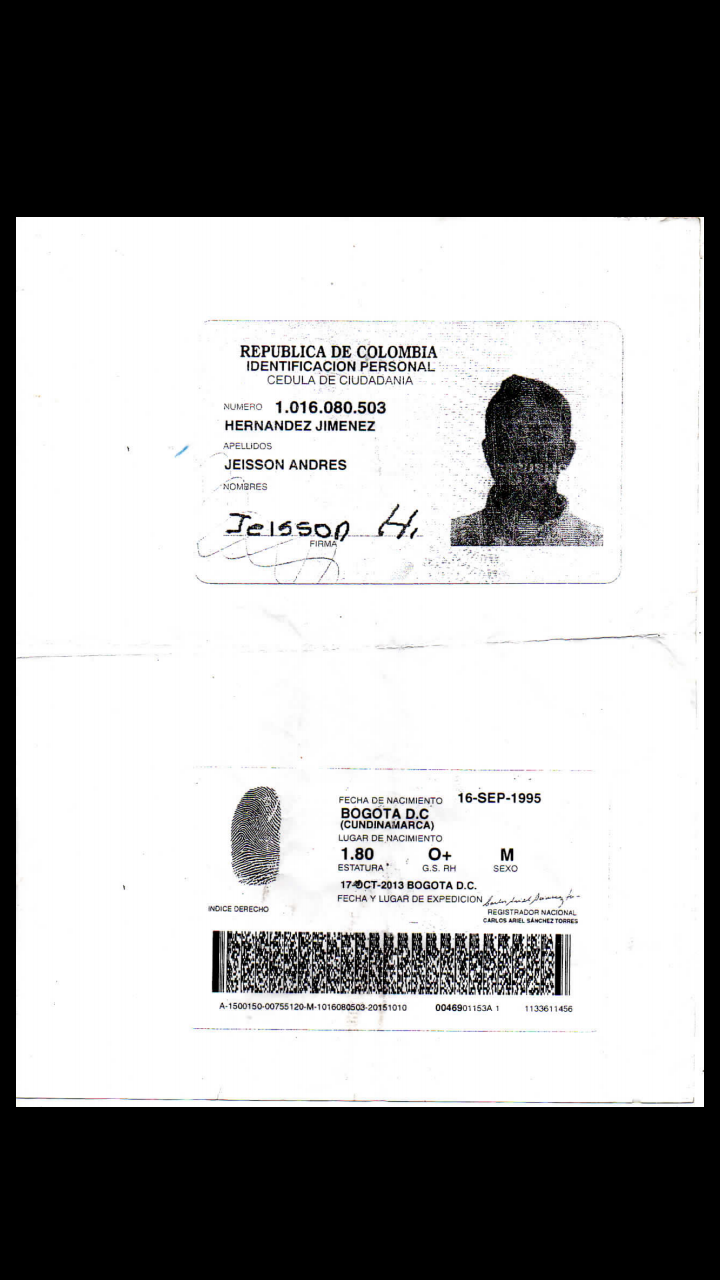 REPUBLICA DE COLOMBIA
IDENTIFICACION PERSONAL
CEDULA DE CIUDADANIA
NUMERO 1.016.080.503
HERNANDEZ JIMENEZ
APELLIDOS
JEISSON ANDRES
NOMBRES
Jeisson H.
FIRMA
FECHA DE NACIMIENTO 16-SEP-1995
BOGOTA D.C
(CUNDINAMARCA)
LUGAR DE NACIMIENTO
1.80 O+ M
ESTATURA G.S. RH SEXO
17-OCT-2013 BOGOTA D.C.
FECHA Y LUGAR DE EXPEDICION
INDICE DERECHO
REGISTRADOR NACIONAL
CARLOS ARIEL SÁNCHEZ TORRES
A-1500150-00755120-M-1016080503-20151010 0046901153A 1 1133611456